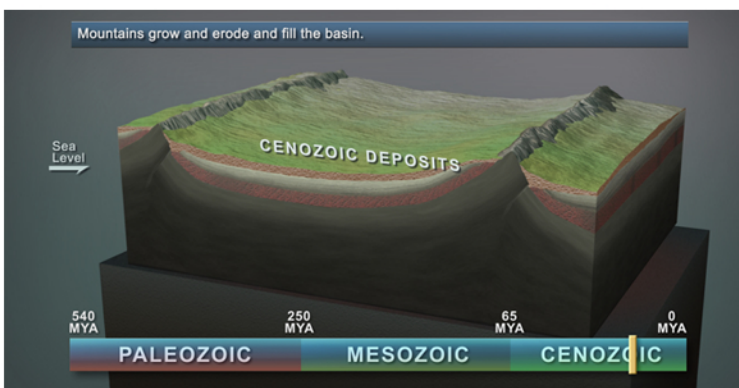 Mountains grow and erode and fill the basin.
CENOZOIC DEPOSITS
Sea
Level
540
MYA
250
MYA
65
MYA
0
MYA
PALEOZOIC
MESOZOIC
CENOZOIC